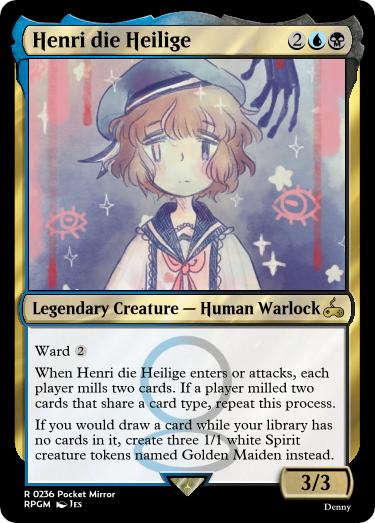 Henri die Heilige 2
Legendary Creature — Human Warlock
Ward 2
When Henri die Heilige enters or attacks, each
player mills two cards. If a player milled two
cards that share a card type, repeat this process.
If you would draw a card while your library has
no cards in it, create three 1/1 white Spirit
creature tokens named Golden Maiden instead.
3/3
R 0236 Pocket Mirror
RPGM JES
Denny